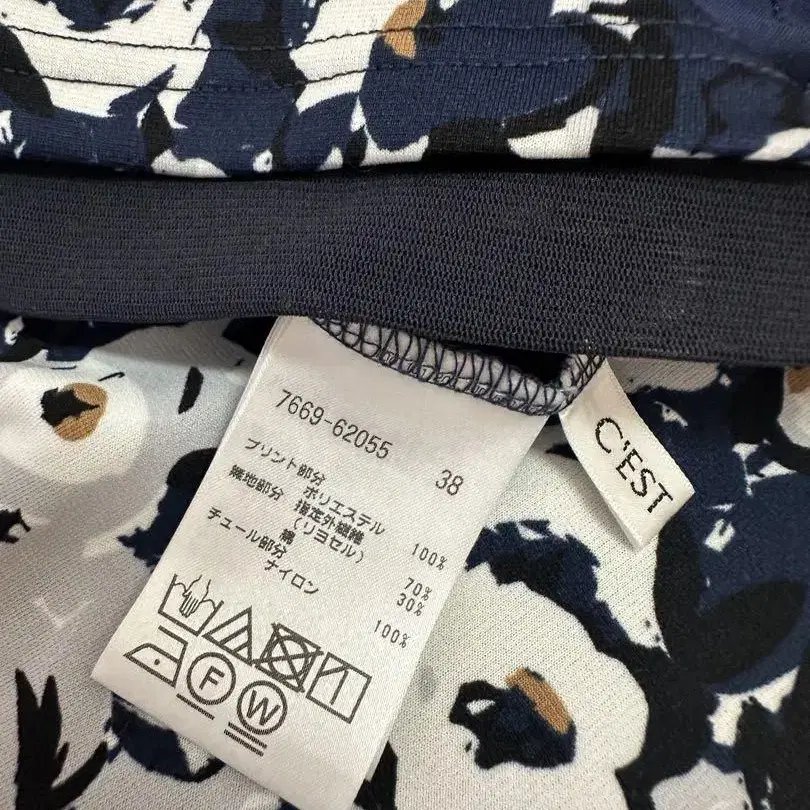 7669-62055
38
プリント部分
ポリエステル 100%
無地部分
指定外繊維
(リヨセル) 70%
綿 30%
チュール部分
ナイロン 100%
F
W
C'EST